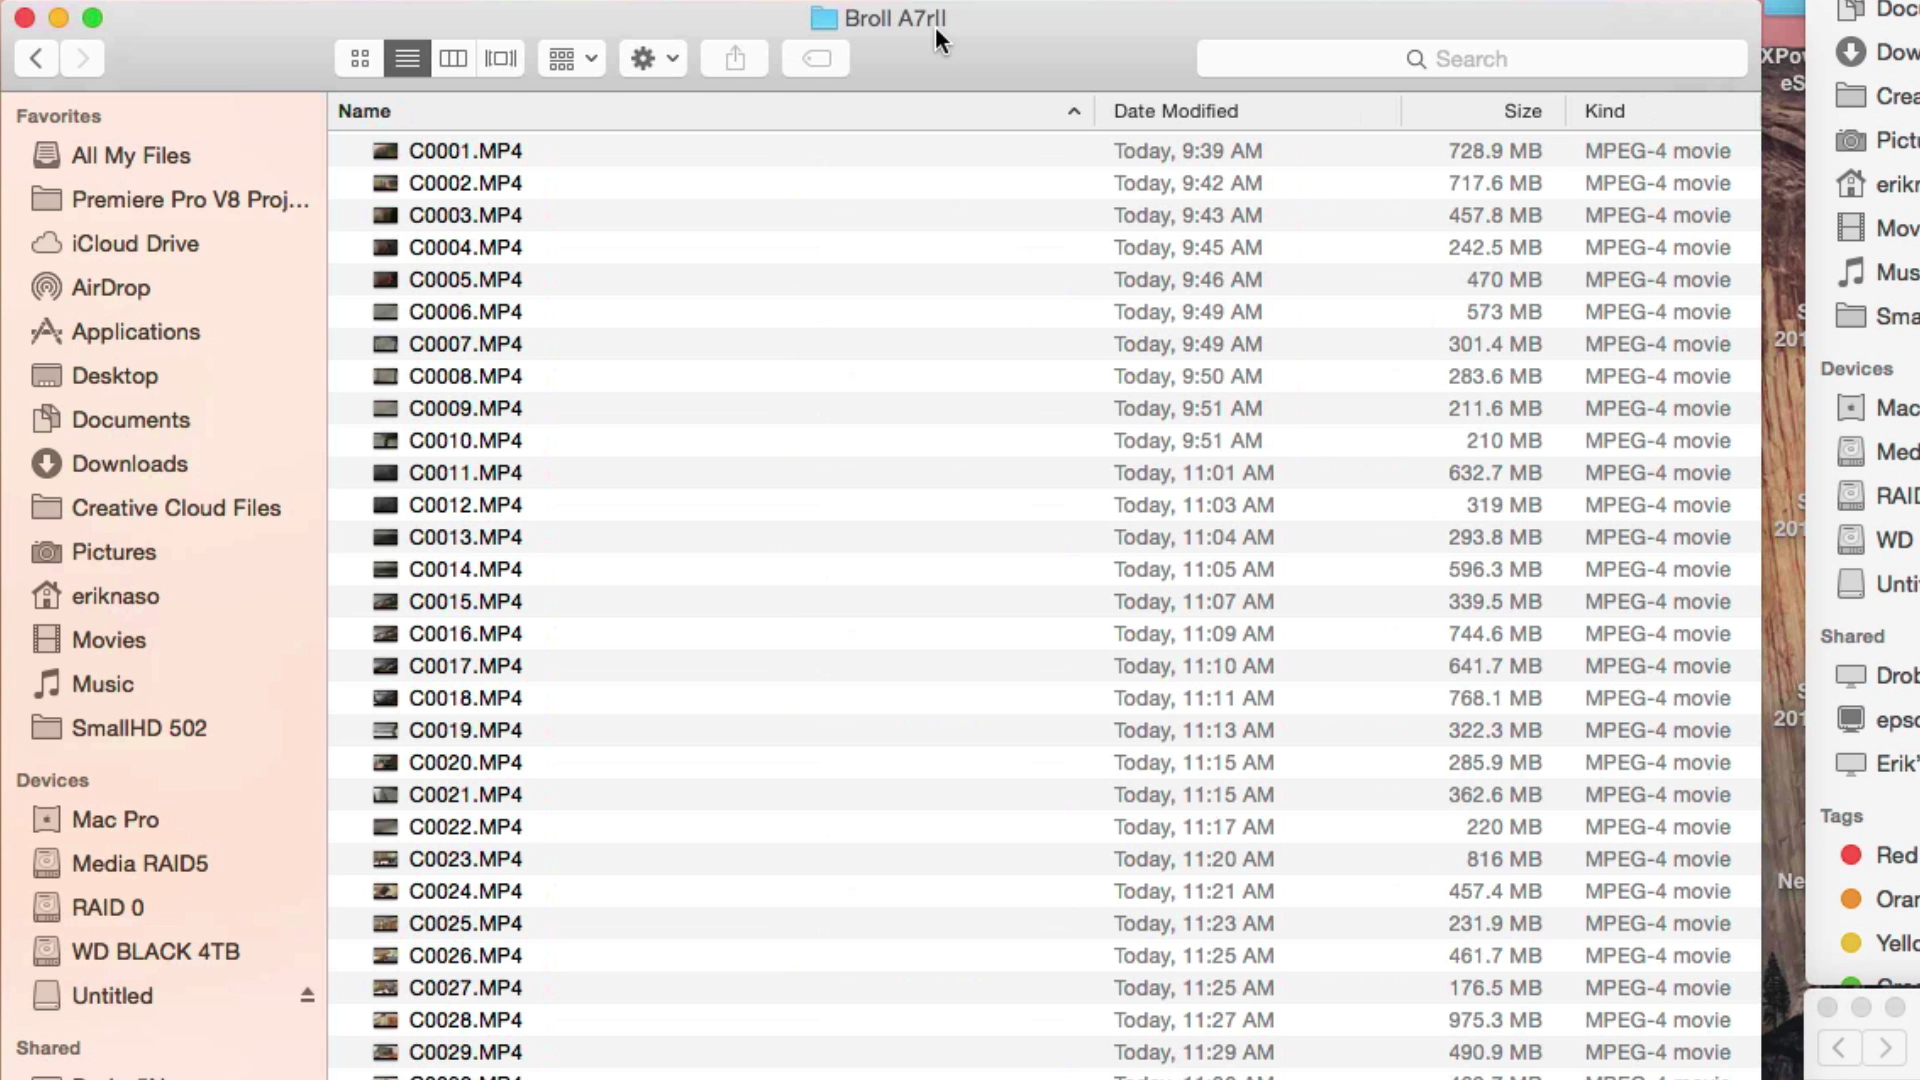 Broll A7rII
Search
Favorites
All My Files
Premiere Pro V8 Proj...
iCloud Drive
AirDrop
Applications
Desktop
Documents
Downloads
Creative Cloud Files
Pictures
eriknaso
Movies
Music
SmallHD 502
Devices
Mac Pro
Media RAID5
RAID 0
WD BLACK 4TB
Untitled
Shared
Name Date Modified Size Kind
C0001.MP4 Today, 9:39 AM 728.9 MB MPEG-4 movie
C0002.MP4 Today, 9:42 AM 717.6 MB MPEG-4 movie
C0003.MP4 Today, 9:43 AM 457.8 MB MPEG-4 movie
C0004.MP4 Today, 9:45 AM 242.5 MB MPEG-4 movie
C0005.MP4 Today, 9:46 AM 470 MB MPEG-4 movie
C0006.MP4 Today, 9:49 AM 573 MB MPEG-4 movie
C0007.MP4 Today, 9:49 AM 301.4 MB MPEG-4 movie
C0008.MP4 Today, 9:50 AM 283.6 MB MPEG-4 movie
C0009.MP4 Today, 9:51 AM 211.6 MB MPEG-4 movie
C0010.MP4 Today, 9:51 AM 210 MB MPEG-4 movie
C0011.MP4 Today, 11:01 AM 632.7 MB MPEG-4 movie
C0012.MP4 Today, 11:03 AM 319 MB MPEG-4 movie
C0013.MP4 Today, 11:04 AM 293.8 MB MPEG-4 movie
C0014.MP4 Today, 11:05 AM 596.3 MB MPEG-4 movie
C0015.MP4 Today, 11:07 AM 339.5 MB MPEG-4 movie
C0016.MP4 Today, 11:09 AM 744.6 MB MPEG-4 movie
C0017.MP4 Today, 11:10 AM 641.7 MB MPEG-4 movie
C0018.MP4 Today, 11:11 AM 768.1 MB MPEG-4 movie
C0019.MP4 Today, 11:13 AM 322.3 MB MPEG-4 movie
C0020.MP4 Today, 11:15 AM 285.9 MB MPEG-4 movie
C0021.MP4 Today, 11:15 AM 362.6 MB MPEG-4 movie
C0022.MP4 Today, 11:17 AM 220 MB MPEG-4 movie
C0023.MP4 Today, 11:20 AM 816 MB MPEG-4 movie
C0024.MP4 Today, 11:21 AM 457.4 MB MPEG-4 movie
C0025.MP4 Today, 11:23 AM 231.9 MB MPEG-4 movie
C0026.MP4 Today, 11:25 AM 461.7 MB MPEG-4 movie
C0027.MP4 Today, 11:25 AM 176.5 MB MPEG-4 movie
C0028.MP4 Today, 11:27 AM 975.3 MB MPEG-4 movie
C0029.MP4 Today, 11:29 AM 490.9 MB MPEG-4 movie
XPo
eS
201
201
201
Ne
Docu
Dow
Crea
Pictu
erikn
Mov
Mus
Sma
Devices
Mac
Med
RAID
WD
Unti
Shared
Drob
epso
Erik'
Tags
Red
Oran
Yello